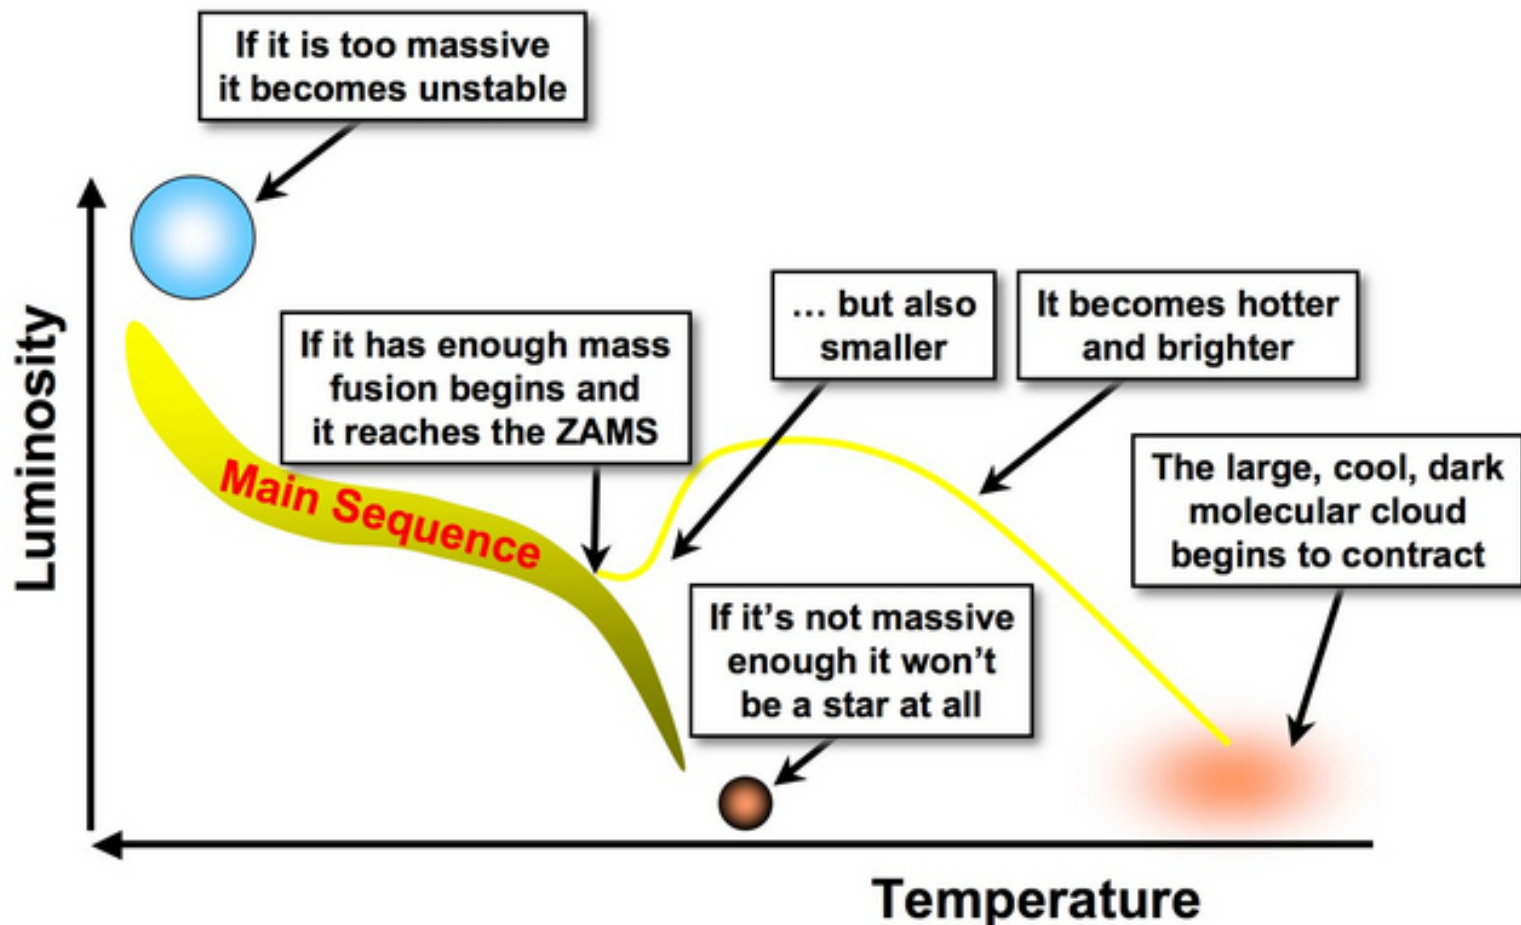 If it is too massive
it becomes unstable
If it has enough mass
fusion begins and
it reaches the ZAMS
… but also
smaller
It becomes hotter
and brighter
The large, cool, dark
molecular cloud
begins to contract
If it’s not massive
enough it won’t
be a star at all
Main Sequence
Luminosity
Temperature